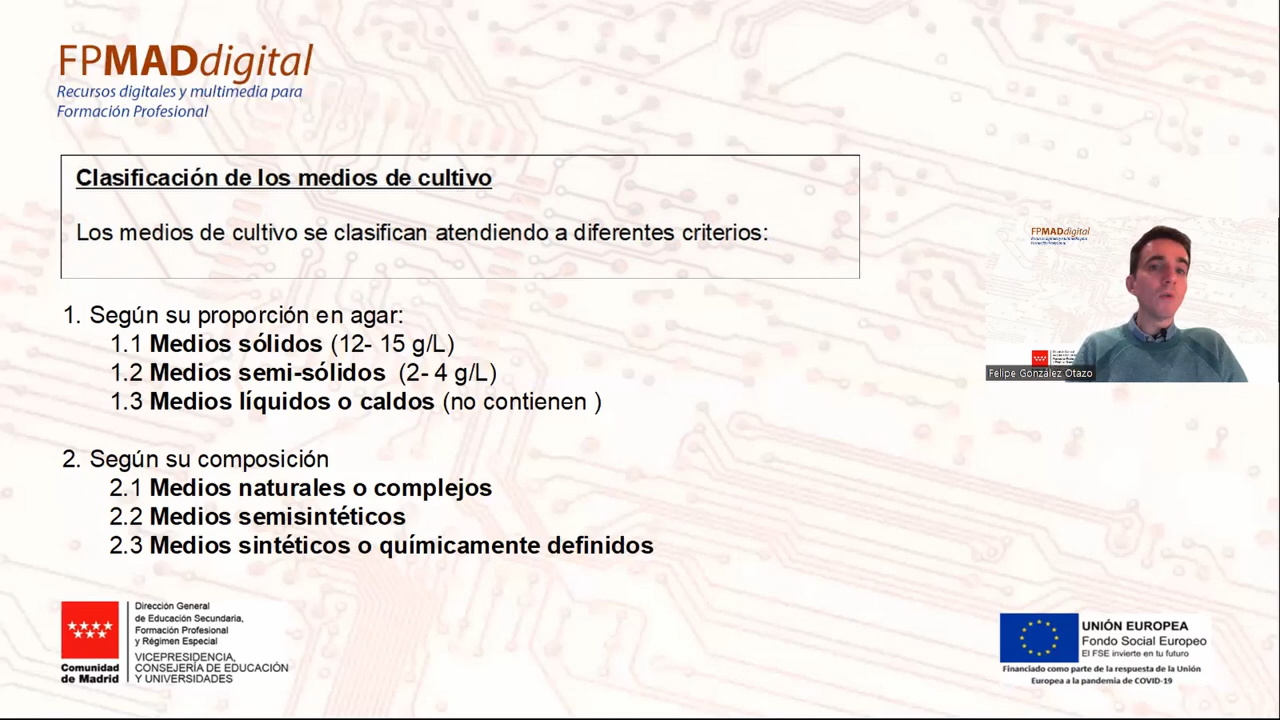 FPMADdigital
Recursos digitales y multimedia para
Formación Profesional
Clasificación de los medios de cultivo
Los medios de cultivo se clasifican atendiendo a diferentes criterios:
1. Según su proporción en agar:
1.1 Medios sólidos (12- 15 g/L)
1.2 Medios semi-sólidos (2- 4 g/L)
1.3 Medios líquidos o caldos (no contienen )
2. Según su composición
2.1 Medios naturales o complejos
2.2 Medios semisintéticos
2.3 Medios sintéticos o químicamente definidos
FPMADdigital
Felipe González Otazo
Comunidad
de Madrid
Dirección General
de Educación Secundaria,
Formación Profesional
y Régimen Especial
VICEPRESIDENCIA,
CONSEJERÍA DE EDUCACIÓN
Y UNIVERSIDADES
UNIÓN EUROPEA
Fondo Social Europeo
El FSE invierte en tu futuro
Financiado como parte de la respuesta de la Unión
Europea a la pandemia de COVID-19